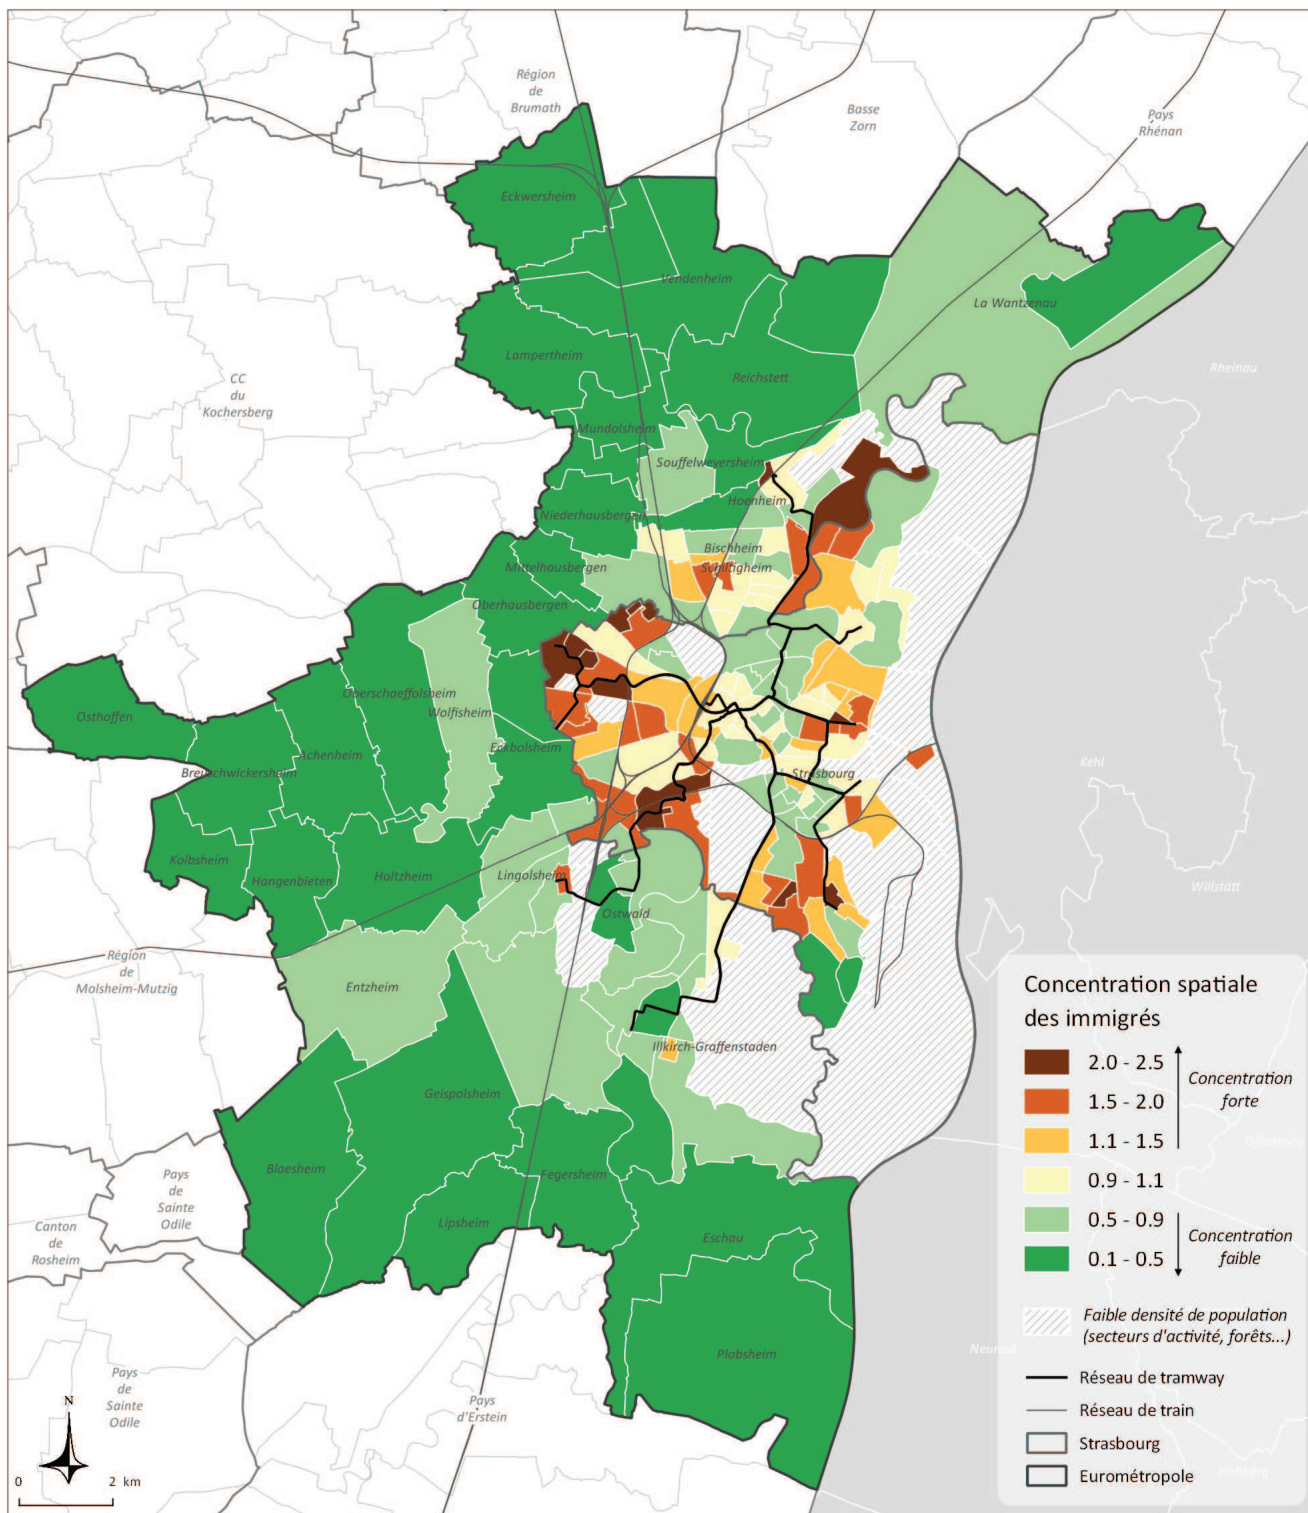 Région
de
Brumath
Basse
Zorn
Pays
Rhénan
Eckwersheim
Vendenheim
La Wantzenau
Lampertheim
Reichstett
Rheinau
CC
du
Kochersberg
Mundolsheim
Souffelweyersheim
Hoenheim
Niederhausbergen
Bischheim
Schiltigheim
Mittelhausbergen
Oberhausbergen
Oberschaeffolsheim
Wolfisheim
Osthoffen
Eckbolsheim
Achenheim
Breuschwickersheim
Strasbourg
Kehl
Kolbsheim
Hangenbieten
Holtzheim
Lingolsheim
Ostwald
Willstätt
Région
de
Molsheim-Mutzig
Entzheim
Illkirch-Graffenstaden
Geispolsheim
Blaesheim
Fegersheim
Lipsheim
Eschau
Plobsheim
Pays
de
Sainte
Odile
Canton
de
Rosheim
Pays
de
Sainte
Odile
Pays
d'Erstein
Offenburg
Neuried
Hohberg
Concentration spatiale
des immigrés
2.0 - 2.5
1.5 - 2.0
1.1 - 1.5
0.9 - 1.1
0.5 - 0.9
0.1 - 0.5
Concentration
forte
Concentration
faible
Faible densité de population
(secteurs d'activité, forêts...)
Réseau de tramway
Réseau de train
Strasbourg
Eurométropole
N
0 2 km